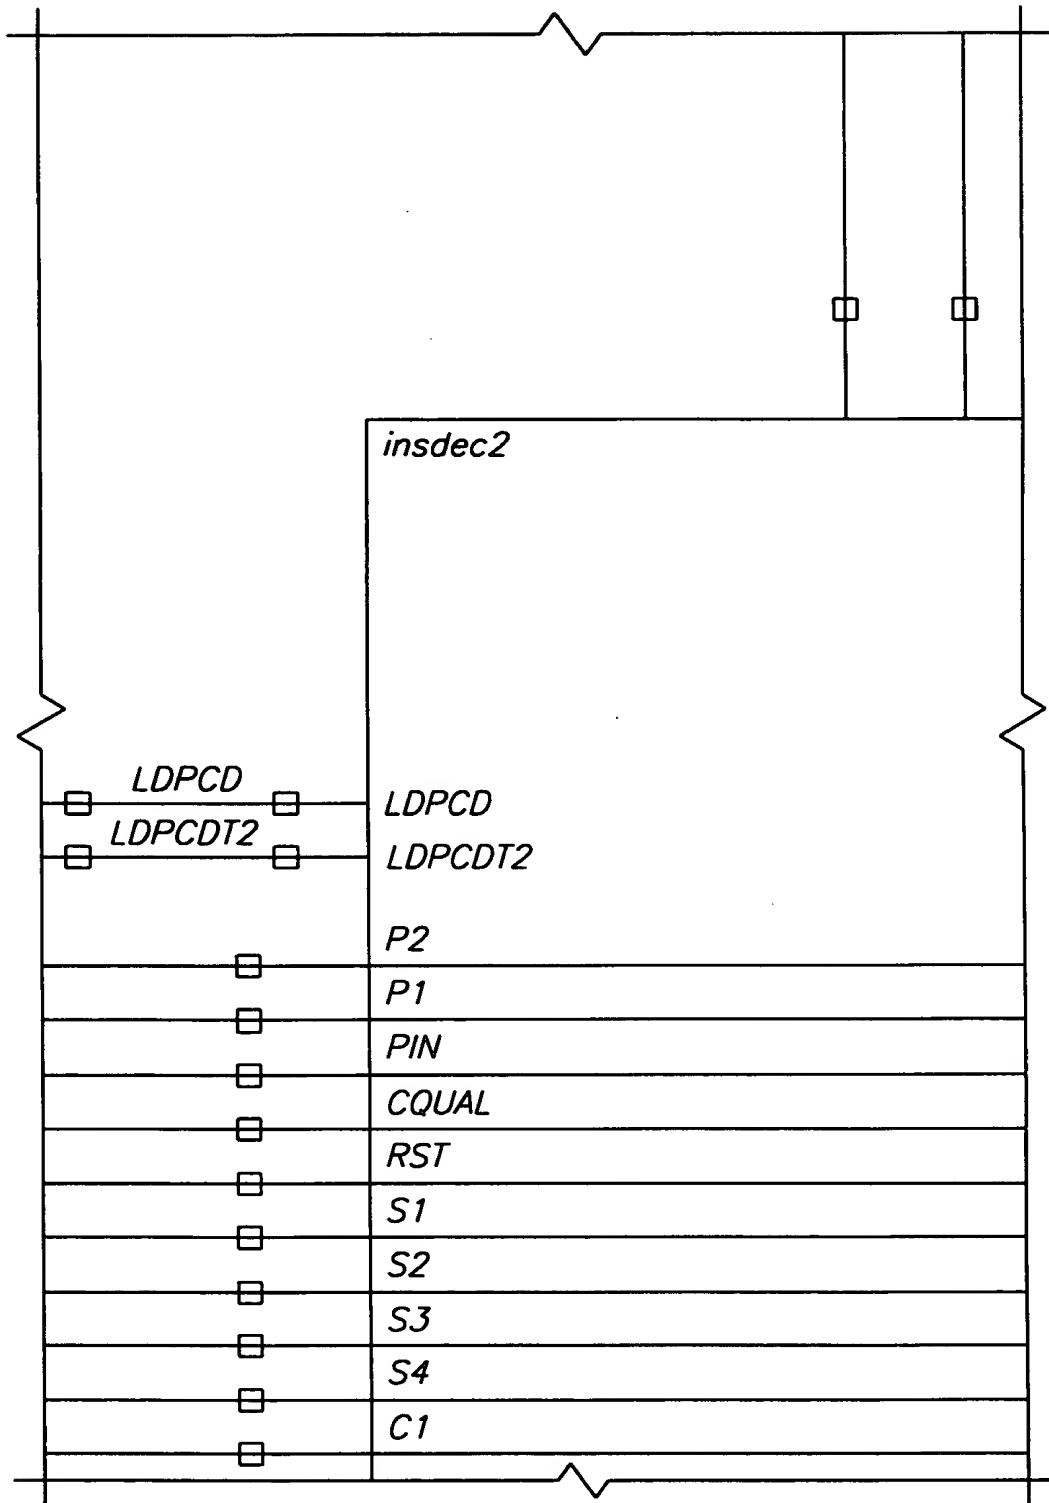 insdec2
LDPCD
LDPCD
LDPCDT2
LDPCDT2
P2
P1
PIN
CQUAL
RST
S1
S2
S3
S4
C1